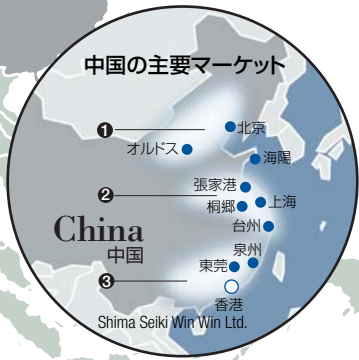 中国の主要マーケット
❶
北京
オルドス
海陽
張家港
❷
上海
桐郷
台州
China
中国
泉州
東莞
❸
香港
Shima Seiki Win Win Ltd.